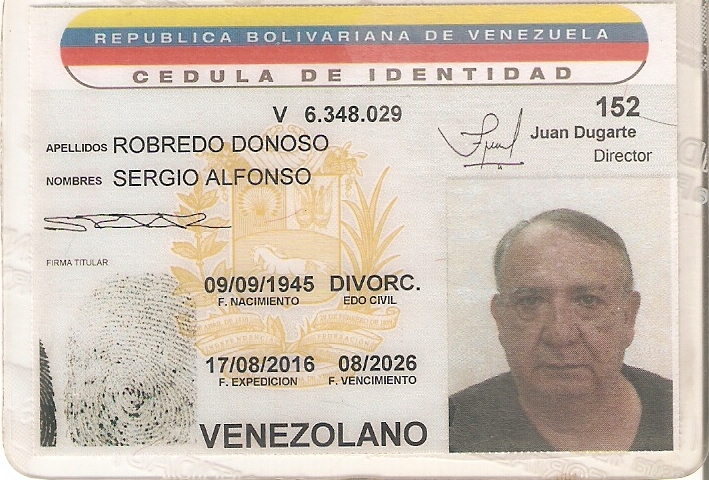 REPUBLICA BOLIVARIANA DE VENEZUELA
CEDULA DE IDENTIDAD
V 6.348.029
152
APELLIDOS ROBREDO DONOSO
Juan Dugarte
Director
NOMBRES SERGIO ALFONSO
FIRMA TITULAR
09/09/1945 DIVORC.
F. NACIMIENTO EDO CIVIL
17/08/2016 08/2026
F. EXPEDICION F. VENCIMIENTO
VENEZOLANO